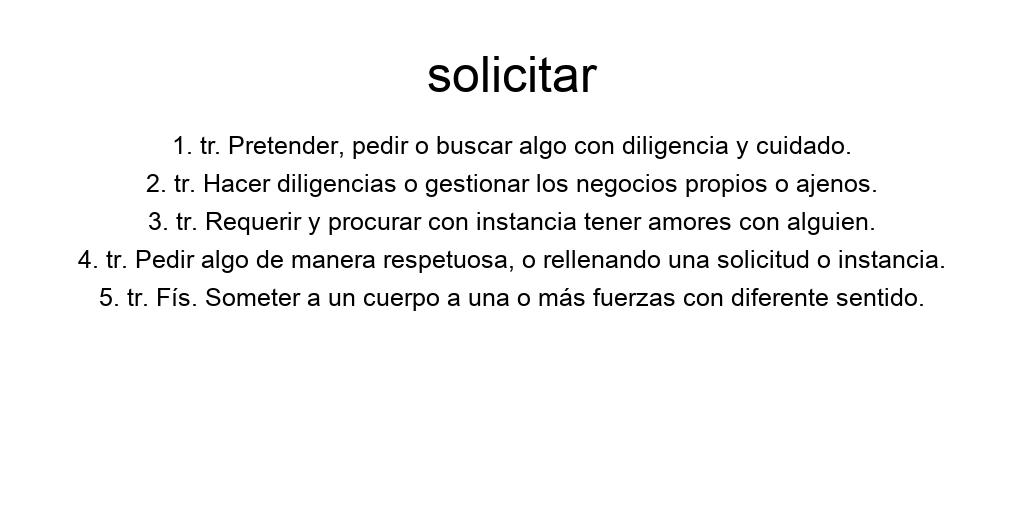 solicitar
1. tr. Pretender, pedir o buscar algo con diligencia y cuidado.
2. tr. Hacer diligencias o gestionar los negocios propios o ajenos.
3. tr. Requerir y procurar con instancia tener amores con alguien.
4. tr. Pedir algo de manera respetuosa, o rellenando una solicitud o instancia.
5. tr. Fís. Someter a un cuerpo a una o más fuerzas con diferente sentido.